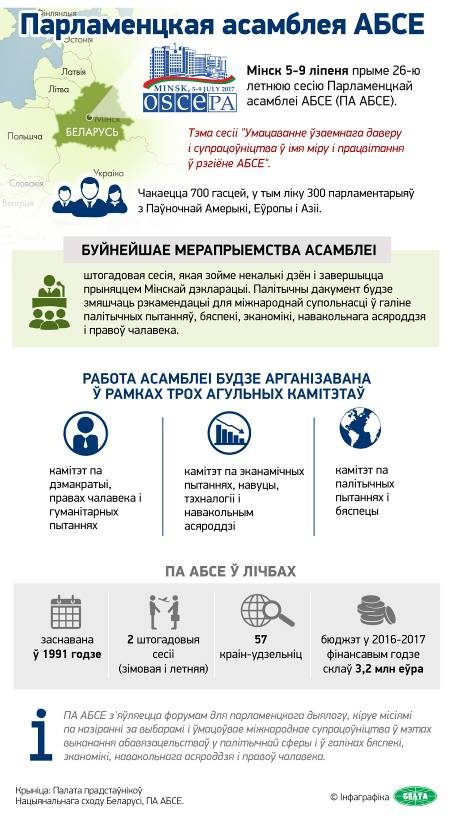 Парламенцкая асамблея АБСЕ
Латвія
Літва
Мінск
БЕЛАРУСЬ
Польшча
Украіна
Славакія
Венгрыя
MINSK, 5-9 JULY 2017
OSCEPA
Мінск 5-9 ліпеня прыме 26-ю
летнюю сесію Парламенцкай
асамблеі АБСЕ (ПА АБСЕ).
Тэма сесіі "Умацаванне ўзаемнага даверу
і супрацоўніцтва ў імя міру і працвітання
ў рэгіёне АБСЕ".
Чакаецца 700 гасцей, у тым ліку 300 парламентарыяў
з Паўночнай Амерыкі, Еўропы і Азіі.
БУЙНЕЙШАЕ МЕРАПРЫЕМСТВА АСАМБЛЕІ
штогадовая сесія, якая зойме некалькі дзён і завершыцца
прыняццем Мінскай дэкларацыі. Палітычны дакумент будзе
змяшчаць рэкамендацыі для міжнароднай супольнасці ў галіне
палітычных пытанняў, бяспекі, эканомікі, навакольнага асяроддзя
і правоў чалавека.
РАБОТА АСАМБЛЕІ БУДЗЕ АРГАНІЗАВАНА
Ў РАМКАХ ТРОХ АГУЛЬНЫХ КАМІТЭТАЎ
камітэт па
дэмакратыі,
правах чалавека і
гуманітарных
пытаннях
камітэт па эканамічных
пытаннях, навуцы,
тэхналогіі і
навакольным
асяроддзі
камітэт па
палітычных
пытаннях і
бяспецы
ПА АБСЕ Ў ЛІЧБАХ
заснавана
ў 1991 годзе
2 штогадовыя
сесіі
(зімовая і летняя)
57
краін-удзельніц
бюджэт у 2016-2017
фінансавым годзе
склаў 3,2 млн еўра
ПА АБСЕ з'яўляецца форумам для парламенцкага дыялогу, кіруе місіямі
па назіранні за выбарамі і ўмацоўвае міжнароднае супрацоўніцтва ў мэтах
выканання абавязацельстваў у палітычнай сферы і ў галінах бяспекі,
эканомікі, навакольнага асяроддзя і правоў чалавека.
Крыніца: Палата прадстаўнікоў
Нацыянальнага сходу Беларусі, ПА АБСЕ.
© Інфаграфіка
БЕЛТА